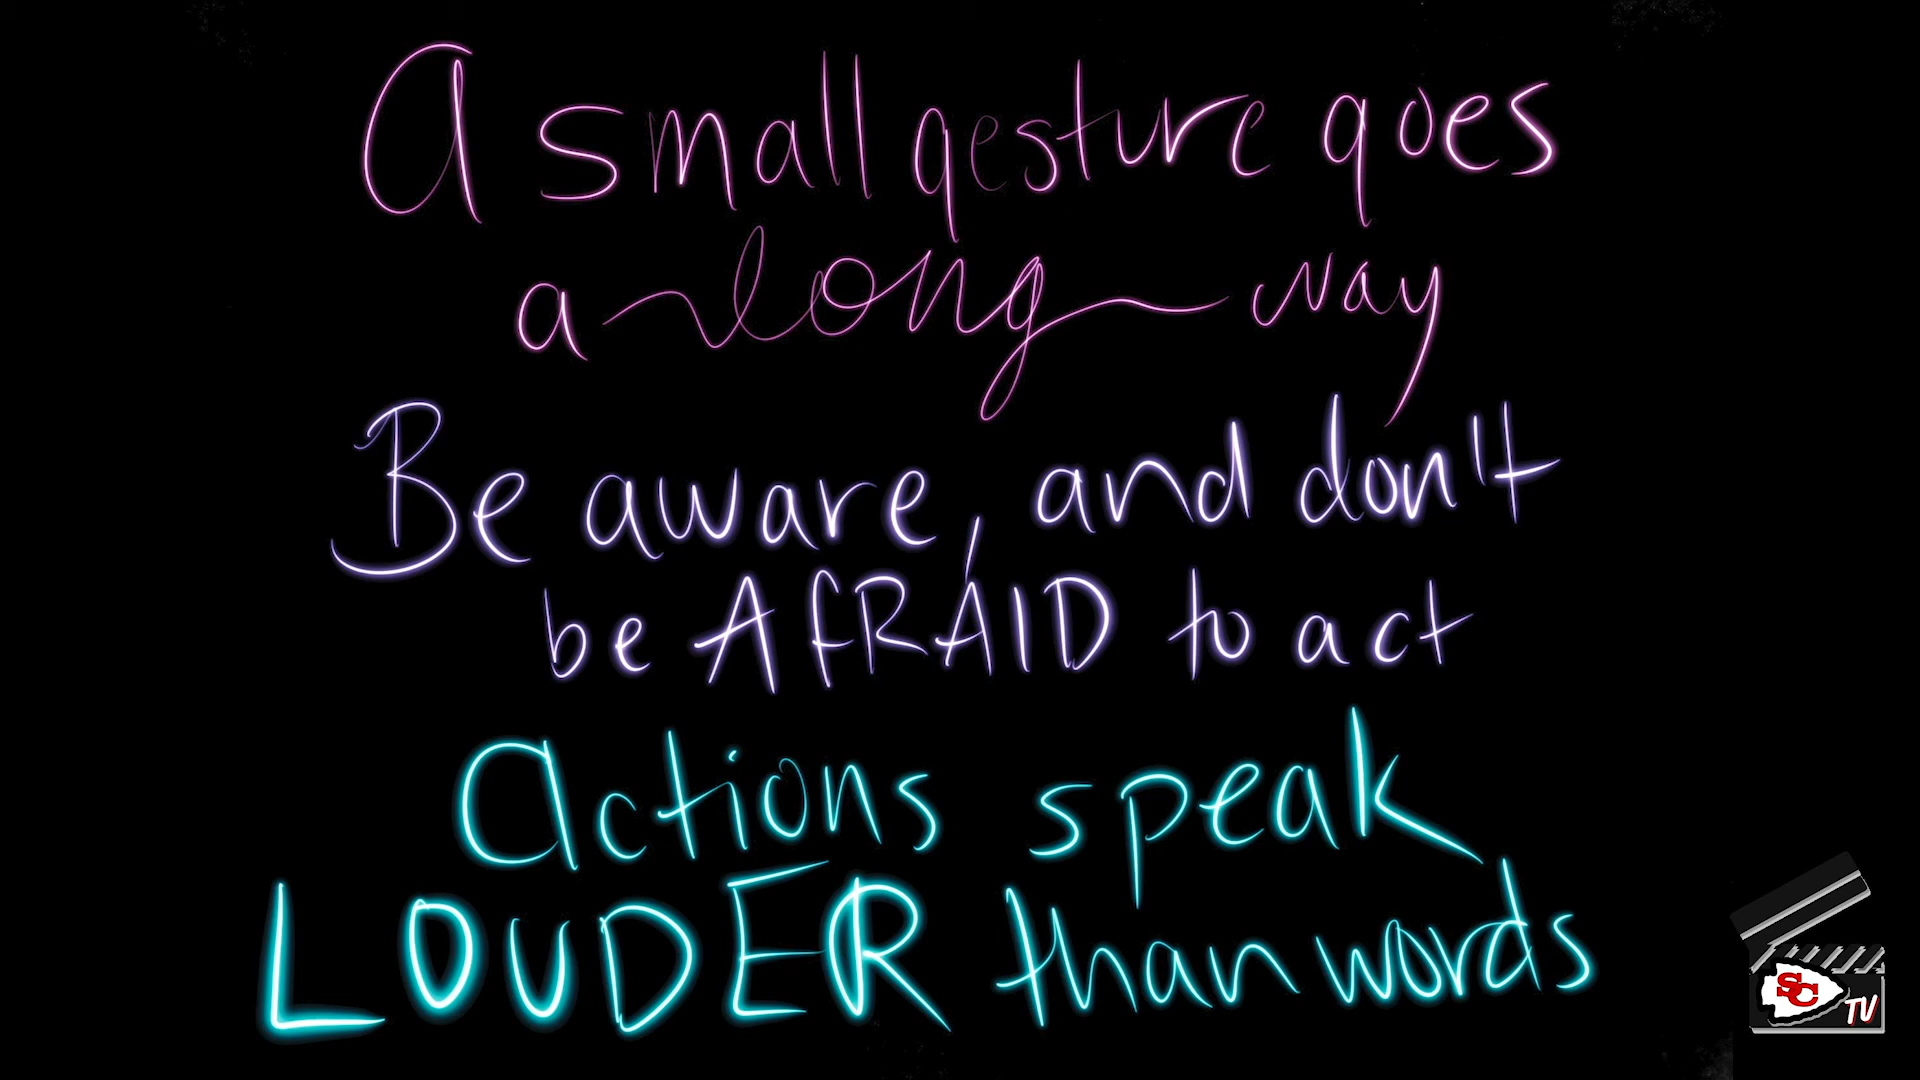 A small gesture goes
a long way
Be aware, and don't
be AfRAID to act
Actions speak
LOUDER than words
SC TV